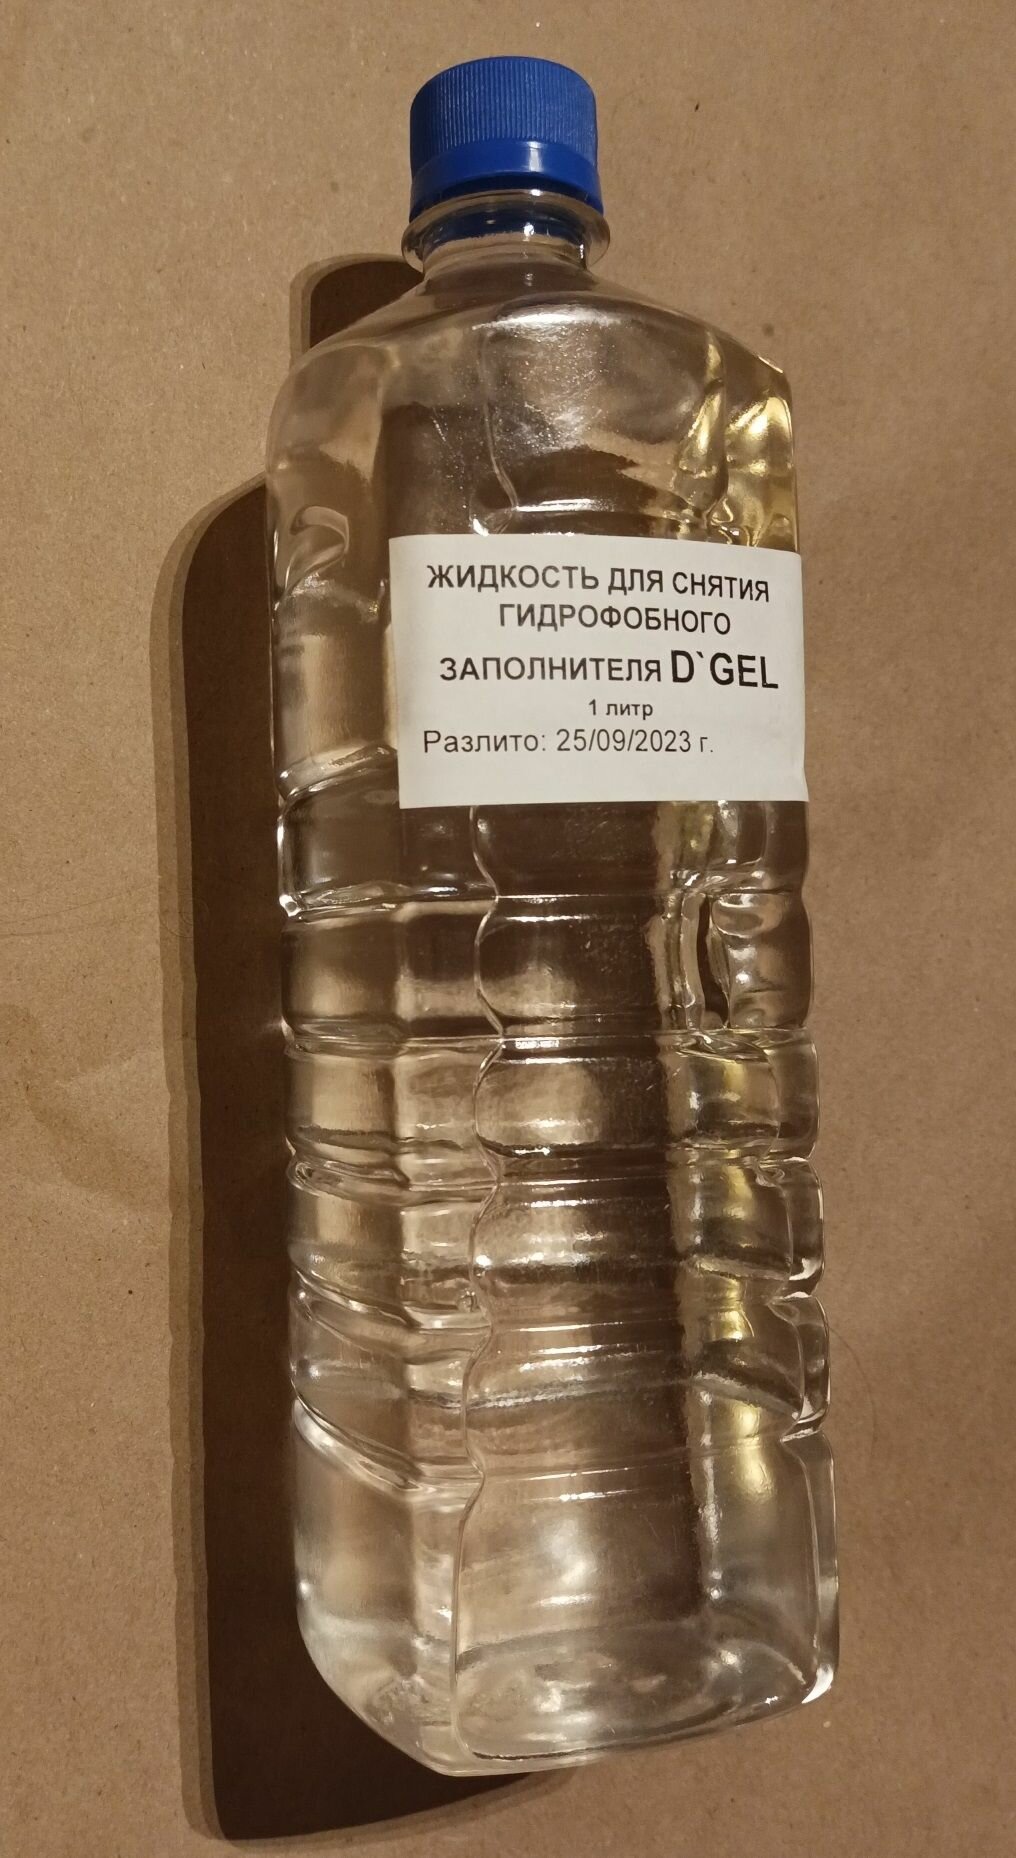 ЖИДКОСТЬ ДЛЯ СНЯТИЯ
ГИДРОФОБНОГО
ЗАПОЛНИТЕЛЯ D`GEL
1 литр
Разлито: 25/09/2023 г.